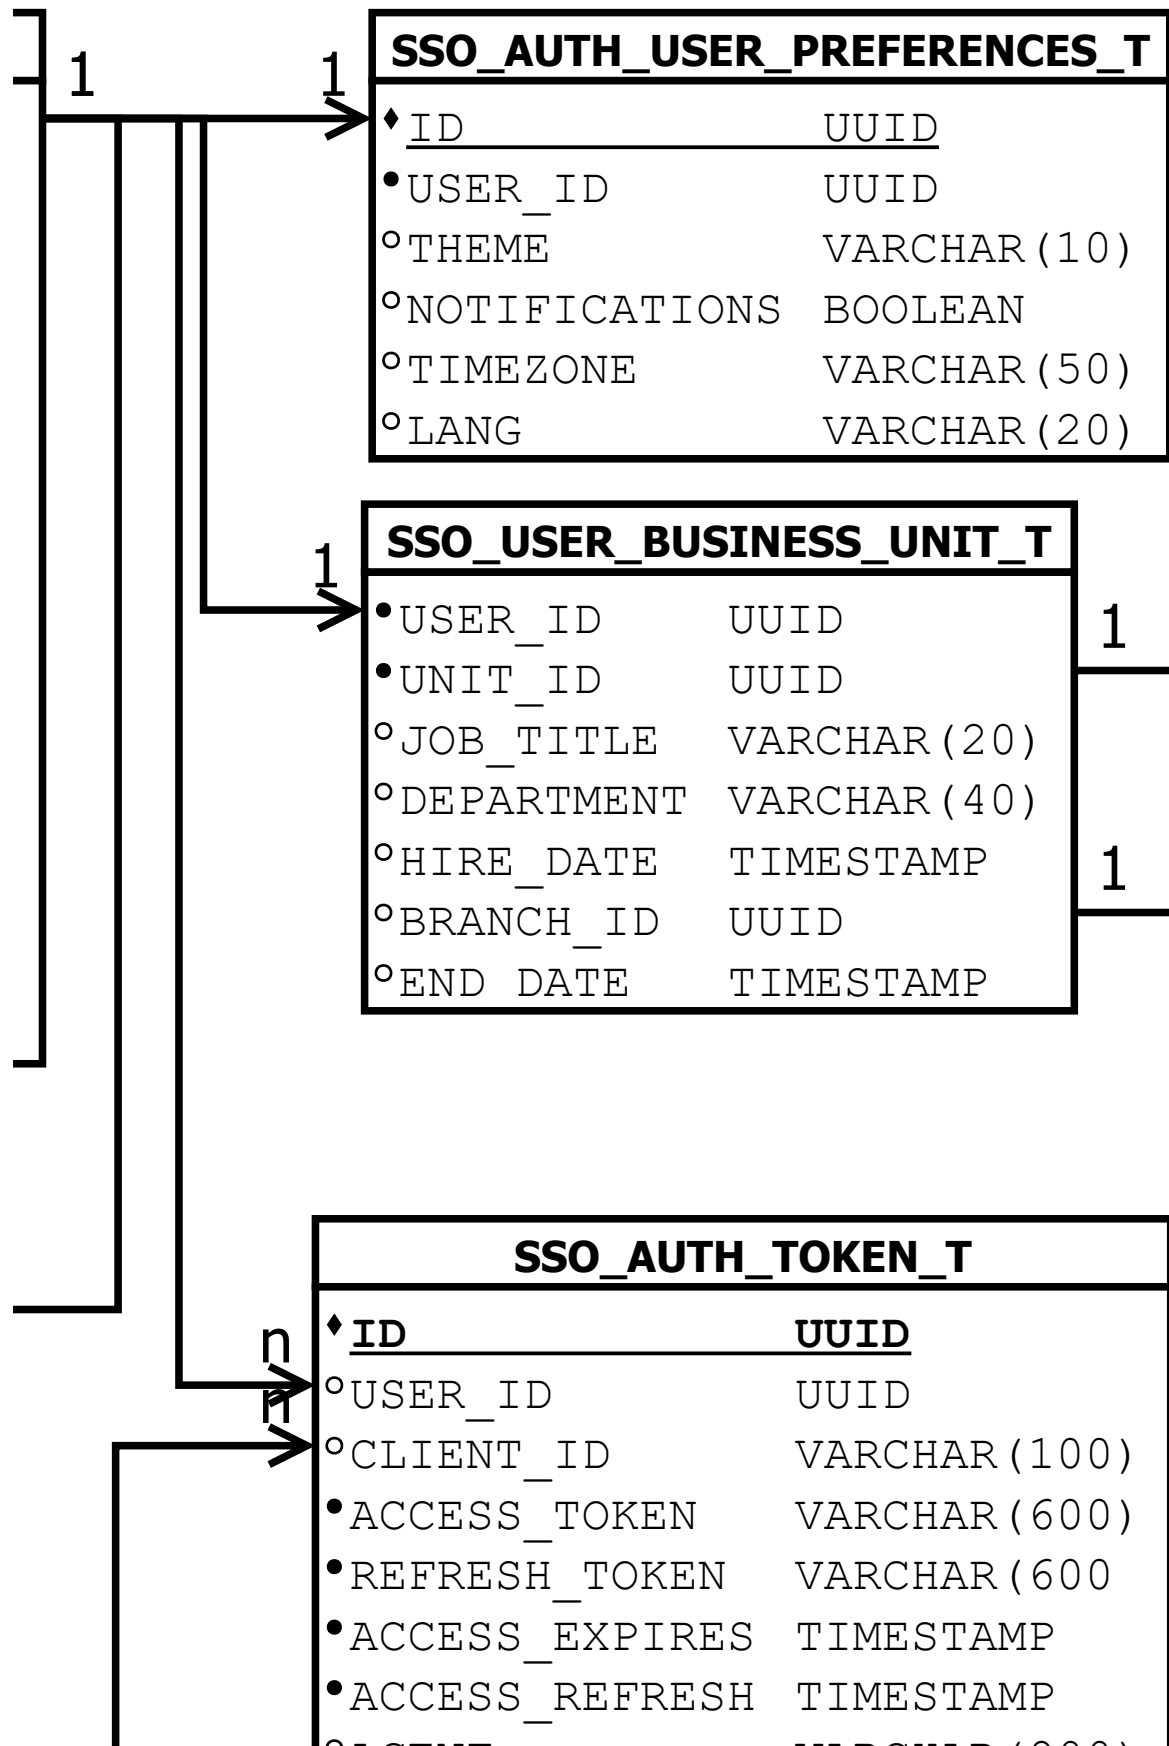 1
1
SSO_AUTH_USER_PREFERENCES_T
ID UUID
USER_ID UUID
THEME VARCHAR(10)
NOTIFICATIONS BOOLEAN
TIMEZONE VARCHAR(50)
LANG VARCHAR(20)
1
SSO_USER_BUSINESS_UNIT_T
USER_ID UUID
1
UNIT_ID UUID
JOB_TITLE VARCHAR(20)
DEPARTMENT VARCHAR(40)
HIRE_DATE TIMESTAMP
1
BRANCH_ID UUID
END DATE TIMESTAMP
SSO_AUTH_TOKEN_T
n
ID UUID
USER_ID UUID
n
CLIENT_ID VARCHAR(100)
ACCESS_TOKEN VARCHAR(600)
REFRESH_TOKEN VARCHAR(600
ACCESS_EXPIRES TIMESTAMP
ACCESS_REFRESH TIMESTAMP